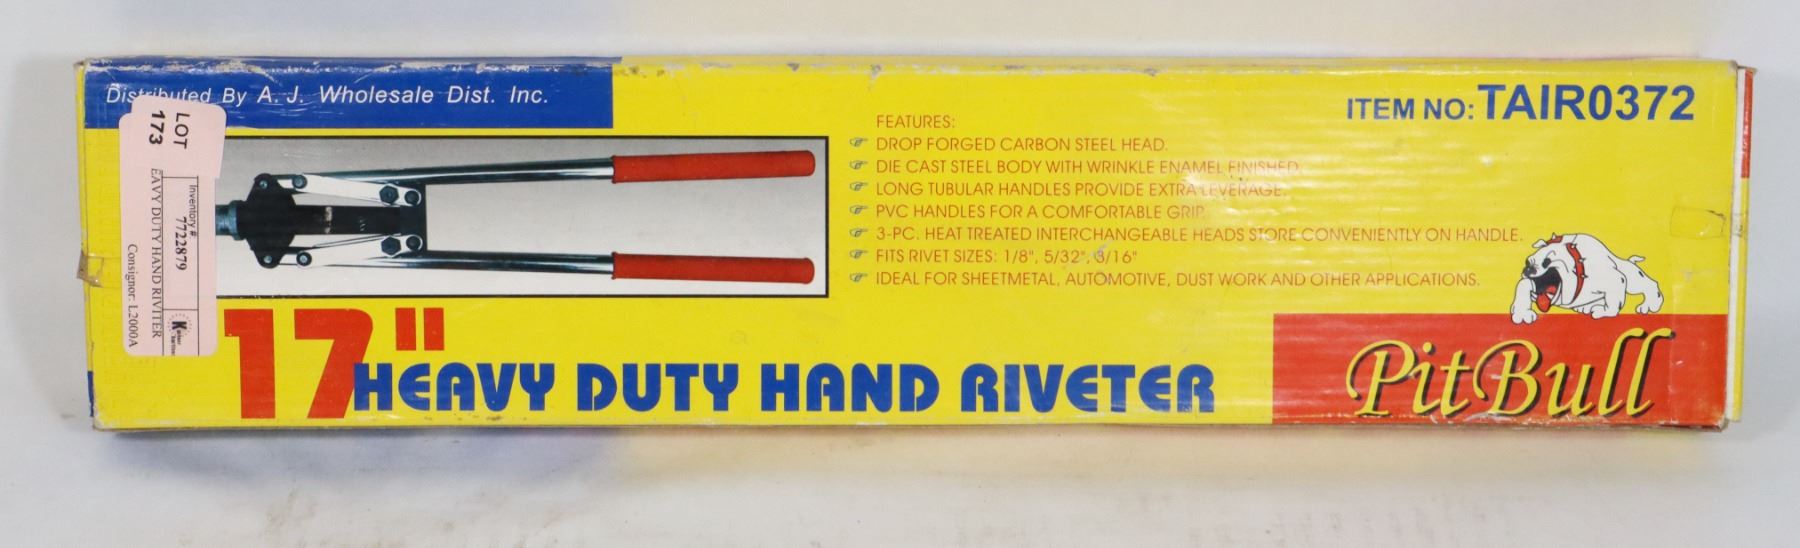 Distributed By A. J. Wholesale Dist. Inc.
LOT
173
Inventory #
7722879
EAVY DUTY HAND RIVITER
Consignor: L2000A
ITEM NO: TAIR0372
FEATURES:
DROP FORGED CARBON STEEL HEAD.
DIE CAST STEEL BODY WITH WRINKLE ENAMEL FINISHED.
LONG TUBULAR HANDLES PROVIDE EXTRA LEVERAGE.
PVC HANDLES FOR A COMFORTABLE GRIP.
3-PC. HEAT TREATED INTERCHANGEABLE HEADS STORE CONVENIENTLY ON HANDLE.
FITS RIVET SIZES: 1/8", 5/32", 3/16"
IDEAL FOR SHEETMETAL, AUTOMOTIVE, DUST WORK AND OTHER APPLICATIONS.
17"
HEAVY DUTY HAND RIVETER
PitBull